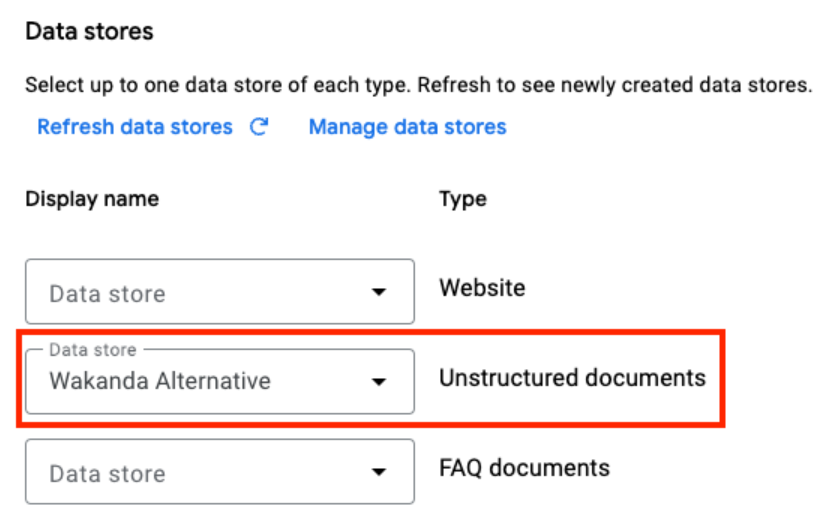 Data stores
Select up to one data store of each type. Refresh to see newly created data stores.
Refresh data stores Manage data stores
Display name Type
Data store Website
Data store
Wakanda Alternative Unstructured documents
Data store FAQ documents